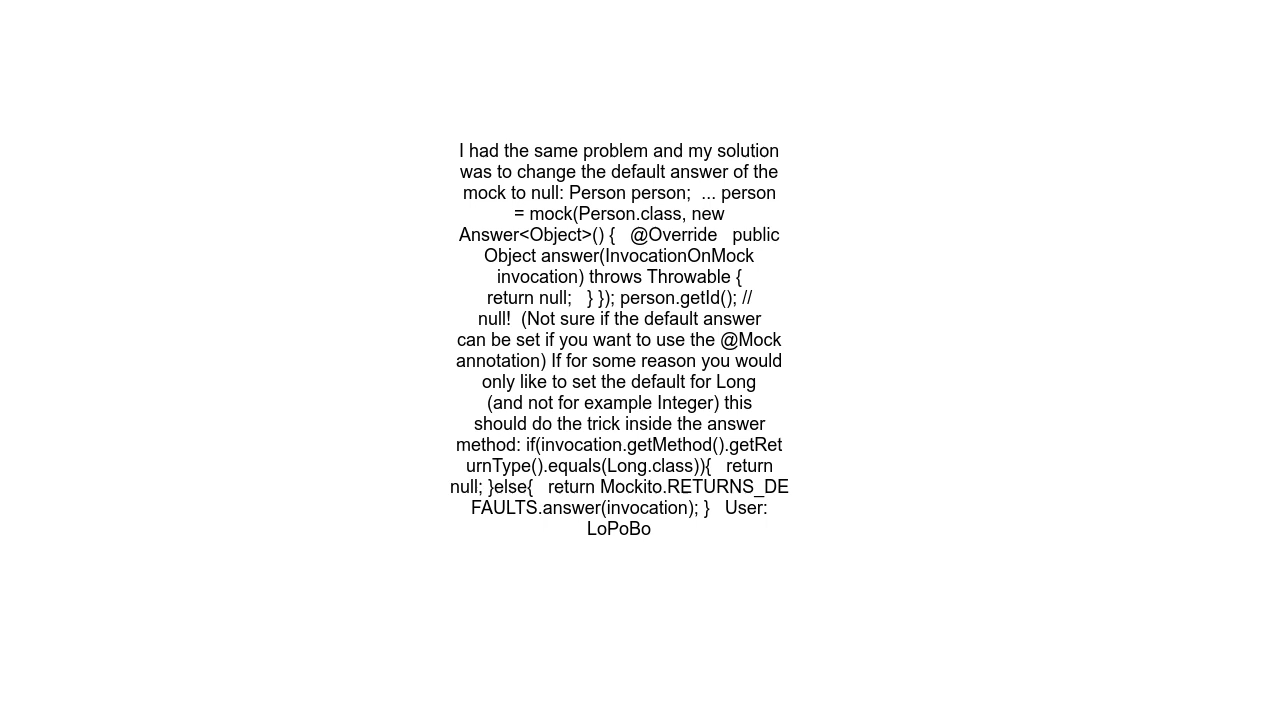 I had the same problem and my solution
was to change the default answer of the
mock to null: Person person;  ... person
= mock(Person.class, new
Answer<Object>() {   @Override   public
Object answer(InvocationOnMock
invocation) throws Throwable {
return null;   } }); person.getId(); //
null!  (Not sure if the default answer
can be set if you want to use the @Mock
annotation) If for some reason you would
only like to set the default for Long
(and not for example Integer) this
should do the trick inside the answer
method: if(invocation.getMethod().getRet
urnType().equals(Long.class)){   return
null; }else{   return Mockito.RETURNS_DE
FAULTS.answer(invocation); }   User:
LoPoBo